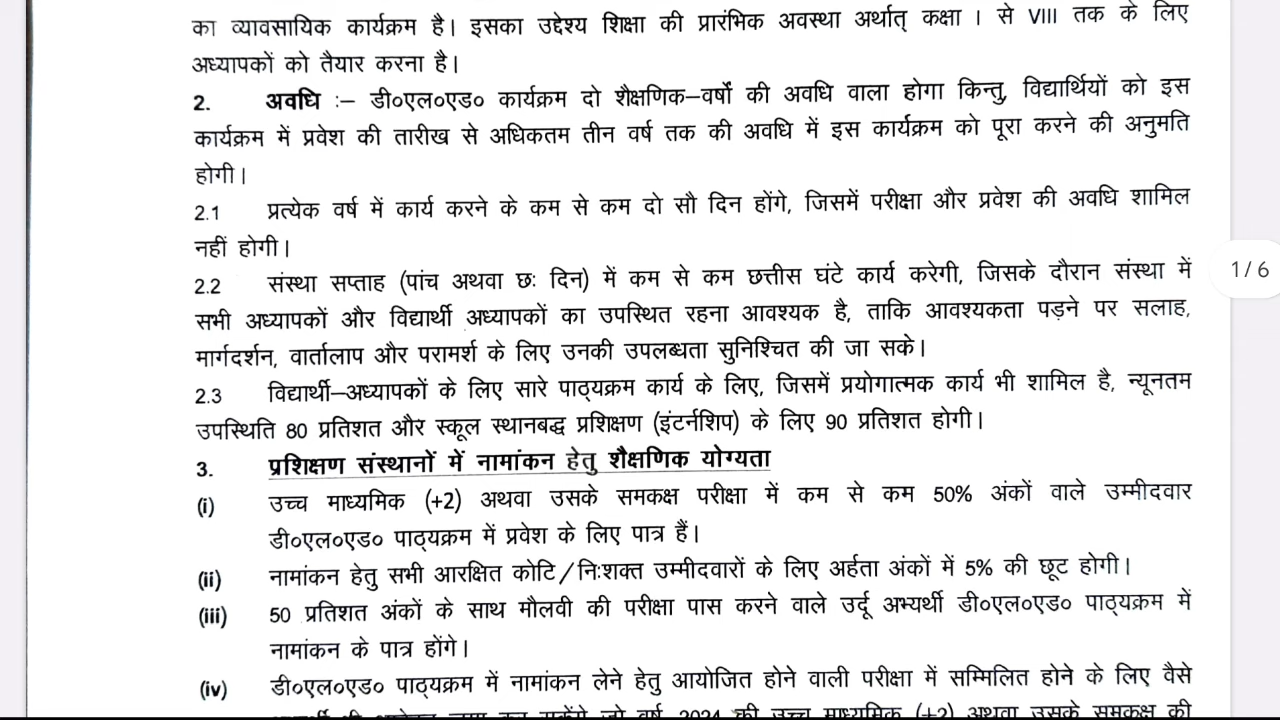 का व्यावसायिक कार्यक्रम है। इसका उद्देश्य शिक्षा की प्रारंभिक अवस्था अर्थात् कक्षा । से VIII तक के लिए
अध्यापकों को तैयार करना है।
2. अवधि :– डी०एल०एड० कार्यक्रम दो शैक्षणिक–वर्षों की अवधि वाला होगा किन्तु, विद्यार्थियों को इस
कार्यक्रम में प्रवेश की तारीख से अधिकतम तीन वर्ष तक की अवधि में इस कार्यक्रम को पूरा करने की अनुमति
होगी।
2.1 प्रत्येक वर्ष में कार्य करने के कम से कम दो सौ दिन होंगे, जिसमें परीक्षा और प्रवेश की अवधि शामिल
नहीं होगी।
1/6
2.2 संस्था सप्ताह (पांच अथवा छः दिन) में कम से कम छत्तीस घंटे कार्य करेगी, जिसके दौरान संस्था में
सभी अध्यापकों और विद्यार्थी अध्यापकों का उपस्थित रहना आवश्यक है, ताकि आवश्यकता पड़ने पर सलाह,
मार्गदर्शन, वार्तालाप और परामर्श के लिए उनकी उपलब्धता सुनिश्चित की जा सके।
2.3 विद्यार्थी–अध्यापकों के लिए सारे पाठ्यक्रम कार्य के लिए, जिसमें प्रयोगात्मक कार्य भी शामिल है, न्यूनतम
उपस्थिति 80 प्रतिशत और स्कूल स्थानबद्ध प्रशिक्षण (इंटर्नशिप) के लिए 90 प्रतिशत होगी।
3. प्रशिक्षण संस्थानों में नामांकन हेतु शैक्षणिक योग्यता
(i) उच्च माध्यमिक (+2) अथवा उसके समकक्ष परीक्षा में कम से कम 50% अंकों वाले उम्मीदवार
डी०एल०एड० पाठ्यक्रम में प्रवेश के लिए पात्र हैं।
(ii) नामांकन हेतु सभी आरक्षित कोटि/निःशक्त उम्मीदवारों के लिए अर्हता अंकों में 5% की छूट होगी।
(iii) 50 प्रतिशत अंकों के साथ मौलवी की परीक्षा पास करने वाले उर्दू अभ्यर्थी डी०एल०एड० पाठ्यक्रम में
नामांकन के पात्र होंगे।
(iv) डी०एल०एड० पाठ्यक्रम में नामांकन लेने हेतु आयोजित होने वाली परीक्षा में सम्मिलित होने के लिए वैसे
जो वर्ष 2024 की उच्च माध्यमिक (+2) अथवा उसके समकक्ष की